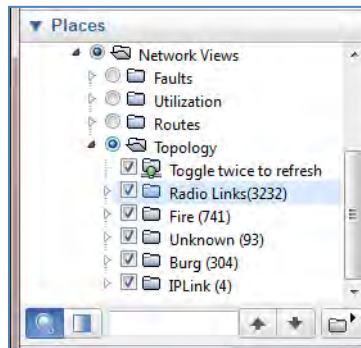 Places
Network Views
Faults
Utilization
Routes
Topology
Toggle twice to refresh
Radio Links(3232)
Fire (741)
Unknown (93)
Burg (304)
IPLink (4)